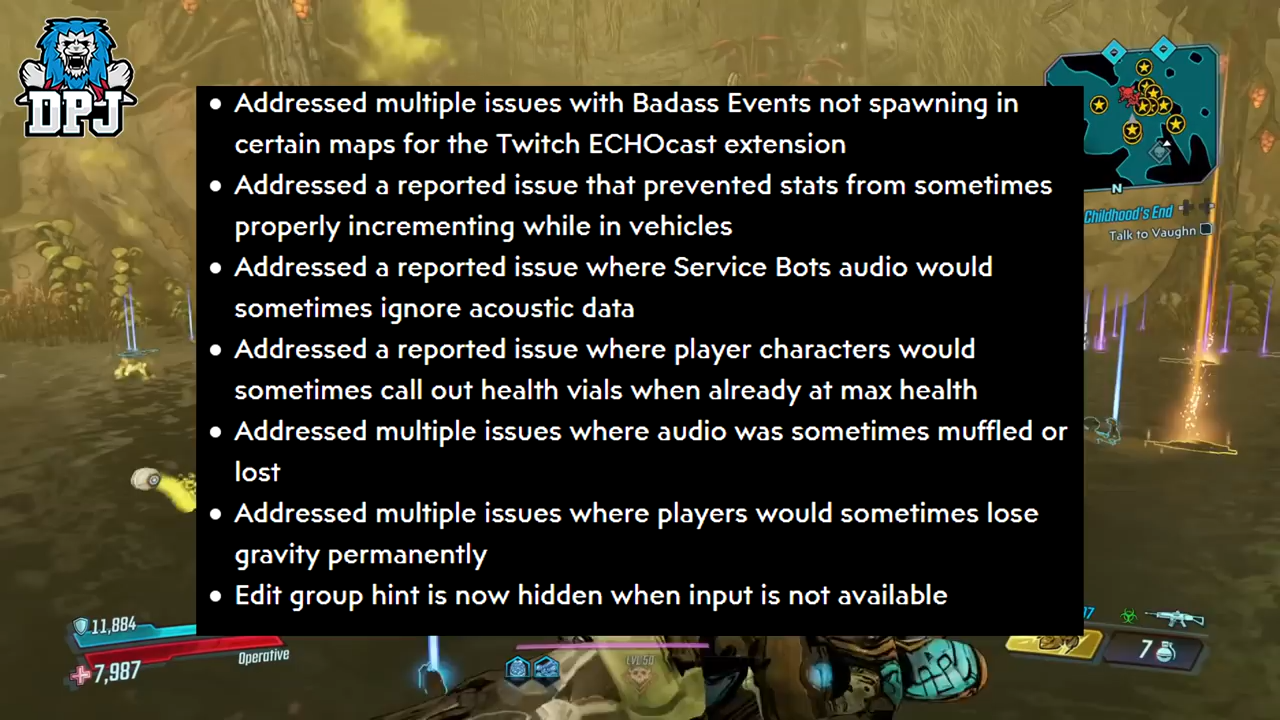 DPJ
• Addressed multiple issues with Badass Events not spawning in
certain maps for the Twitch ECHOcast extension
• Addressed a reported issue that prevented stats from sometimes
properly incrementing while in vehicles
• Addressed a reported issue where Service Bots audio would
sometimes ignore acoustic data
• Addressed a reported issue where player characters would
sometimes call out health vials when already at max health
• Addressed multiple issues where audio was sometimes muffled or
lost
• Addressed multiple issues where players would sometimes lose
gravity permanently
• Edit group hint is now hidden when input is not available
N
Childhood's End
Talk to Vaughn
11,884
7,987
Operative
LVL 50
7